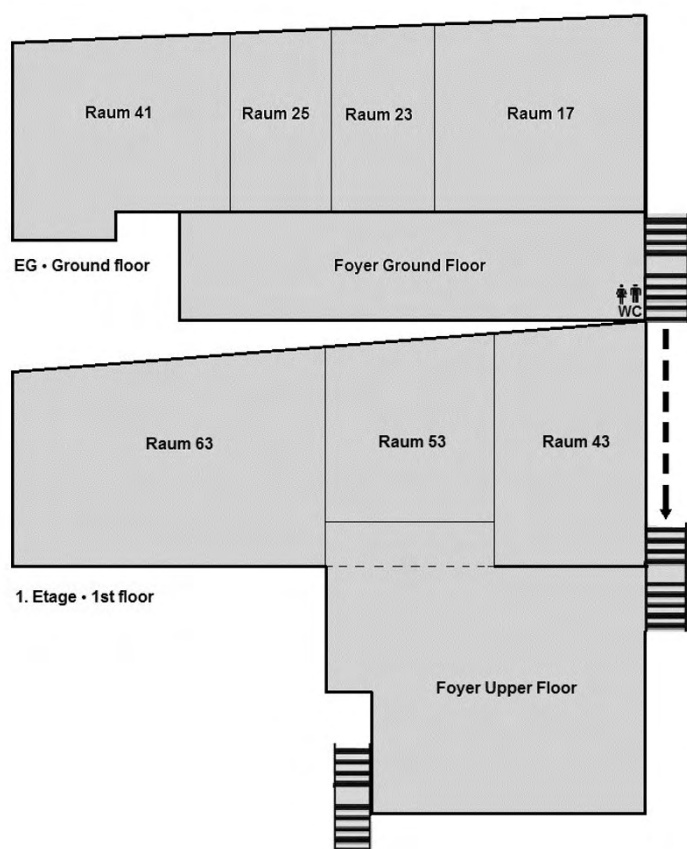 Raum 41
Raum 25
Raum 23
Raum 17
EG • Ground floor
Foyer Ground Floor
WC
Raum 63
Raum 53
Raum 43
1. Etage • 1st floor
Foyer Upper Floor